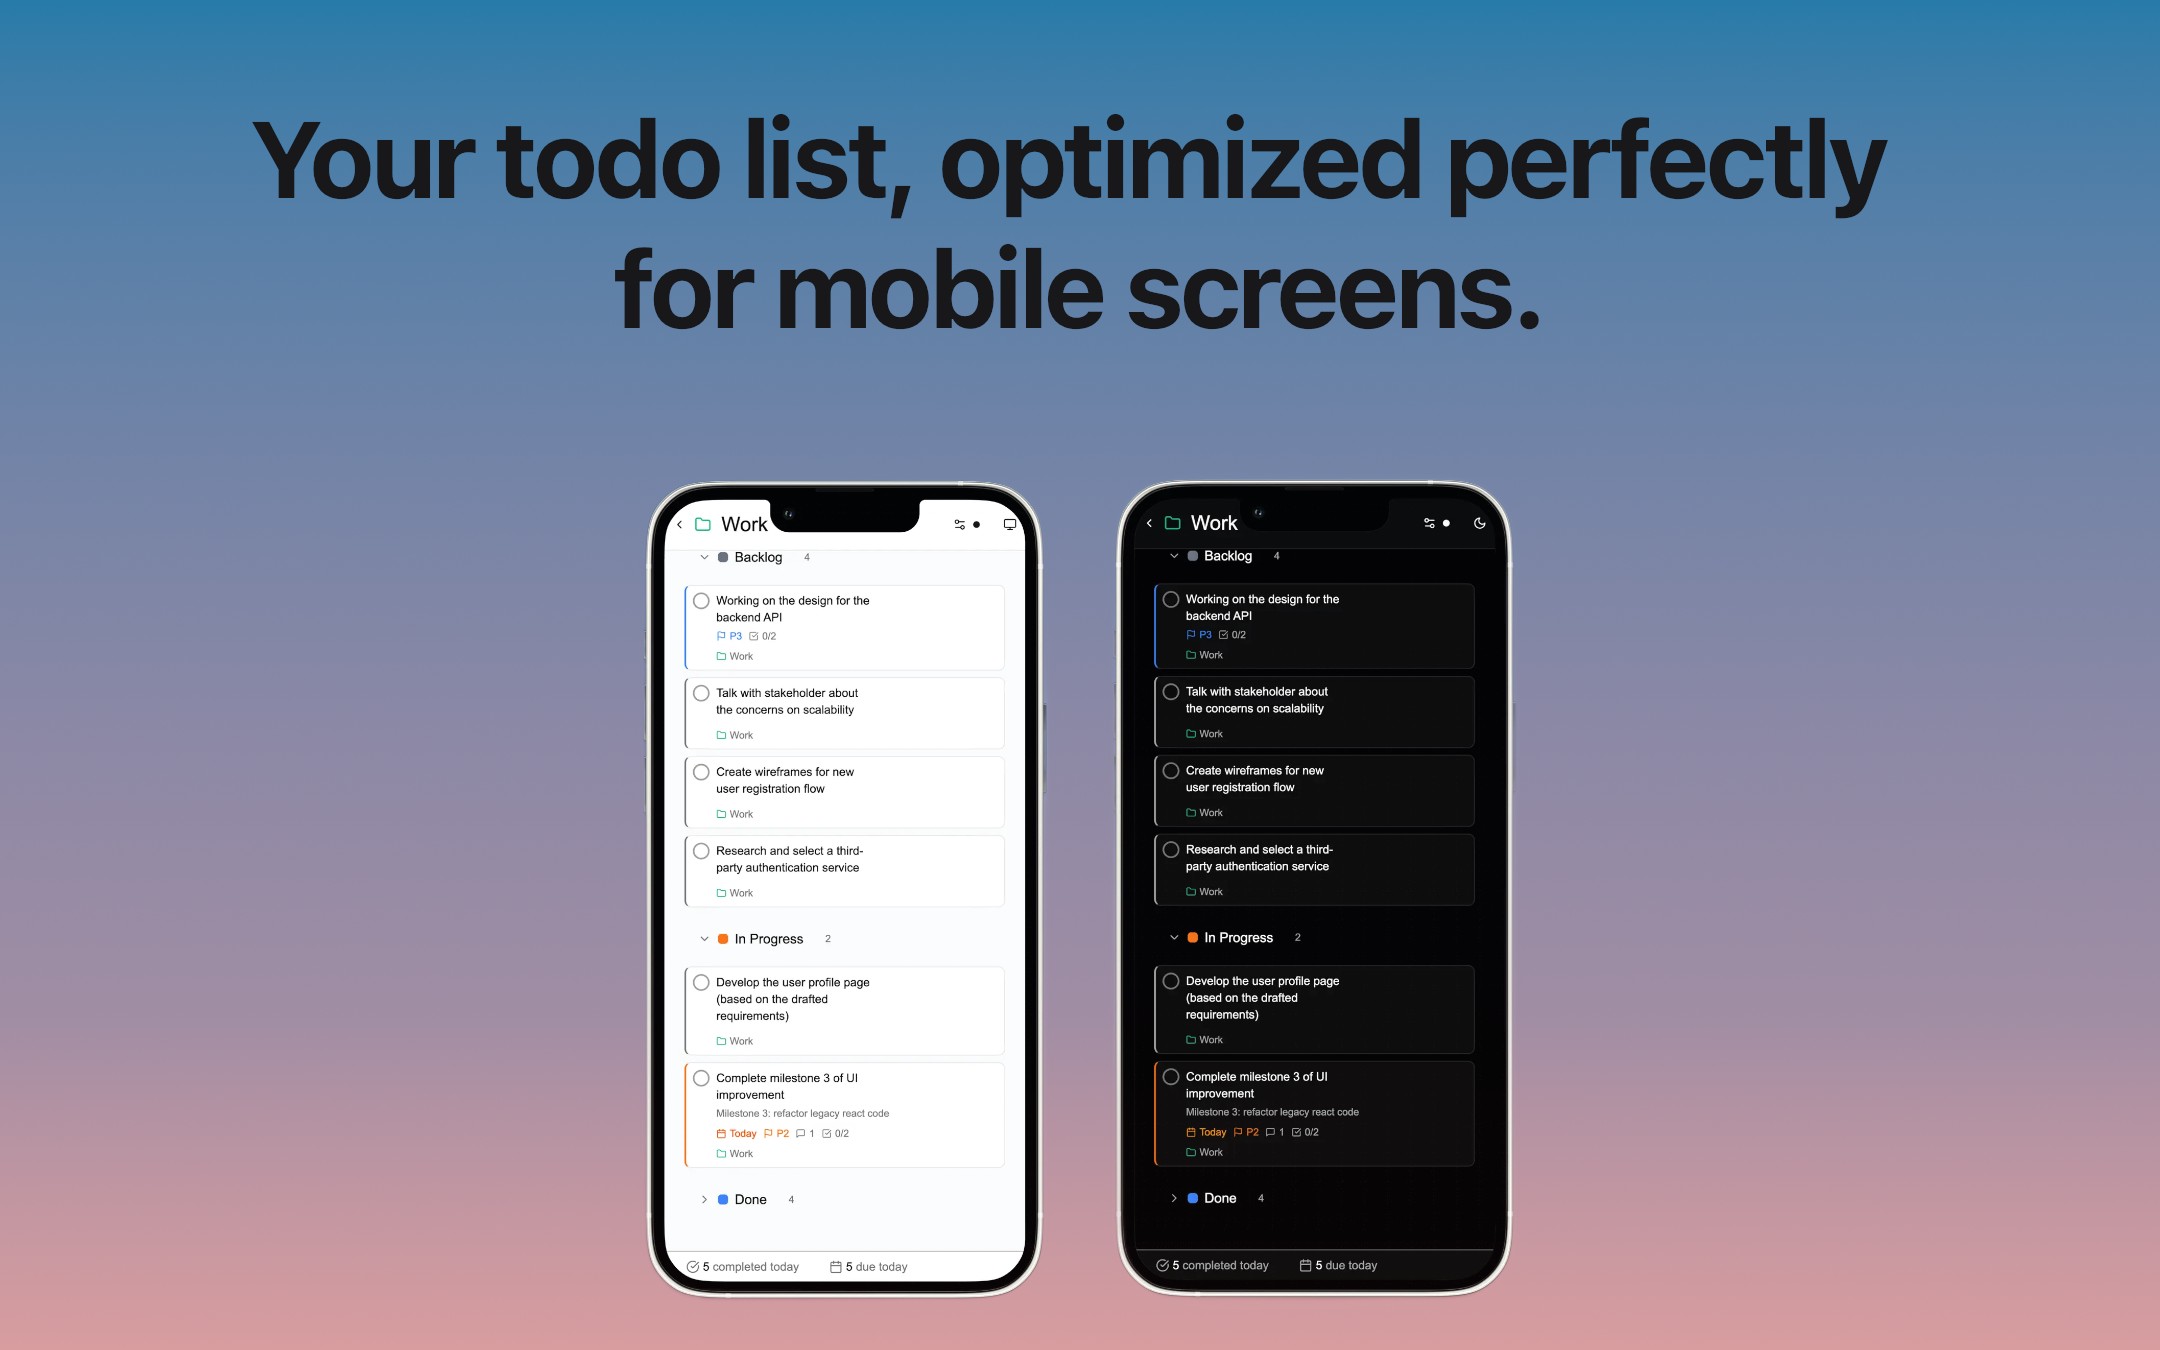 Your todo list, optimized perfectly
for mobile screens.
Work
Backlog 4
Working on the design for the
backend API
P3 0/2
Work
Talk with stakeholder about
the concerns on scalability
Work
Create wireframes for new
user registration flow
Work
Research and select a third-
party authentication service
Work
In Progress 2
Develop the user profile page
(based on the drafted
requirements)
Work
Complete milestone 3 of UI
improvement
Milestone 3: refactor legacy react code
Today P2 1 0/2
Work
Done 4
5 completed today 5 due today
Work
Backlog 4
Working on the design for the
backend API
P3 0/2
Work
Talk with stakeholder about
the concerns on scalability
Work
Create wireframes for new
user registration flow
Work
Research and select a third-
party authentication service
Work
In Progress 2
Develop the user profile page
(based on the drafted
requirements)
Work
Complete milestone 3 of UI
improvement
Milestone 3: refactor legacy react code
Today P2 1 0/2
Work
Done 4
5 completed today 5 due today